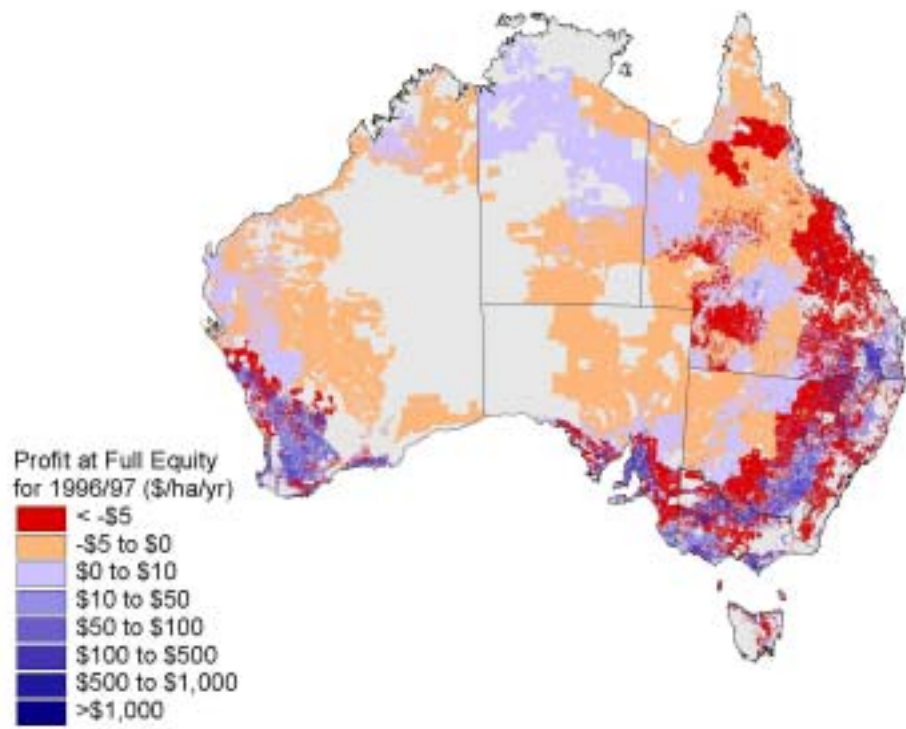 Profit at Full Equity
for 1996/97 ($/ha/yr)
< -$5
-$5 to $0
$0 to $10
$10 to $50
$50 to $100
$100 to $500
$500 to $1,000
>$1,000